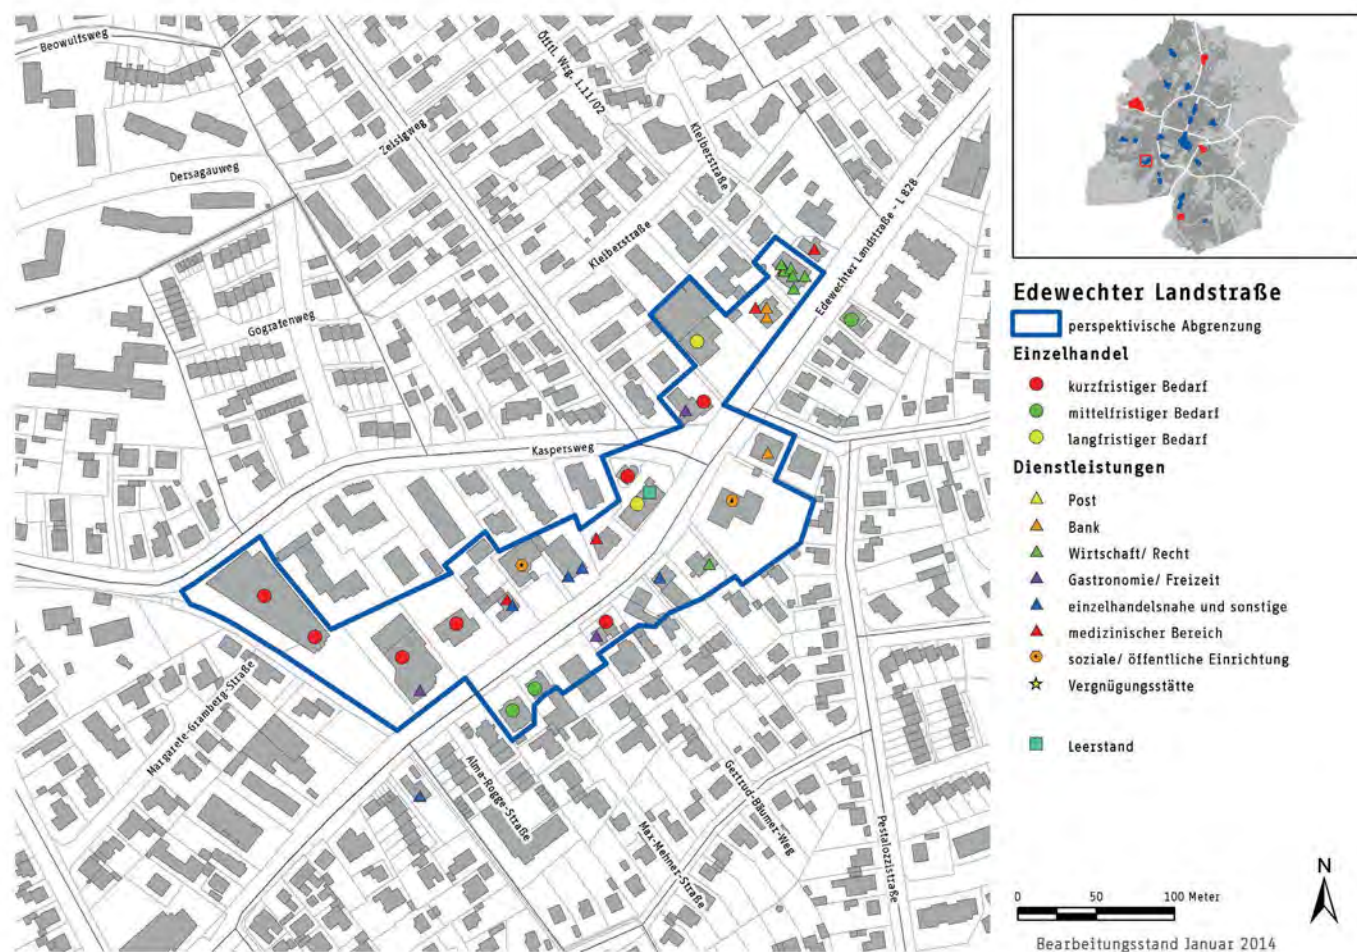 Beowulfsweg
Öfftl. Wzg. 1.11/02
Zeisigweg
Kleiberstraße
Dersagauweg
Kleiberstraße
Edewechter Landstraße - L 828
Gografenweg
Kaspersweg
Margarete-Gramberg-Straße
Alma-Rogge-Straße
Max-Mehner-Straße
Gertrud-Bäumer-Weg
Pestalozzistraße
Edewechter Landstraße
perspektivische Abgrenzung
Einzelhandel
kurzfristiger Bedarf
mittelfristiger Bedarf
langfristiger Bedarf
Dienstleistungen
Post
Bank
Wirtschaft/ Recht
Gastronomie/ Freizeit
einzelhandelsnahe und sonstige
medizinischer Bereich
soziale/ öffentliche Einrichtung
Vergnügungsstätte
Leerstand
N
0 50 100 Meter
Bearbeitungsstand Januar 2014